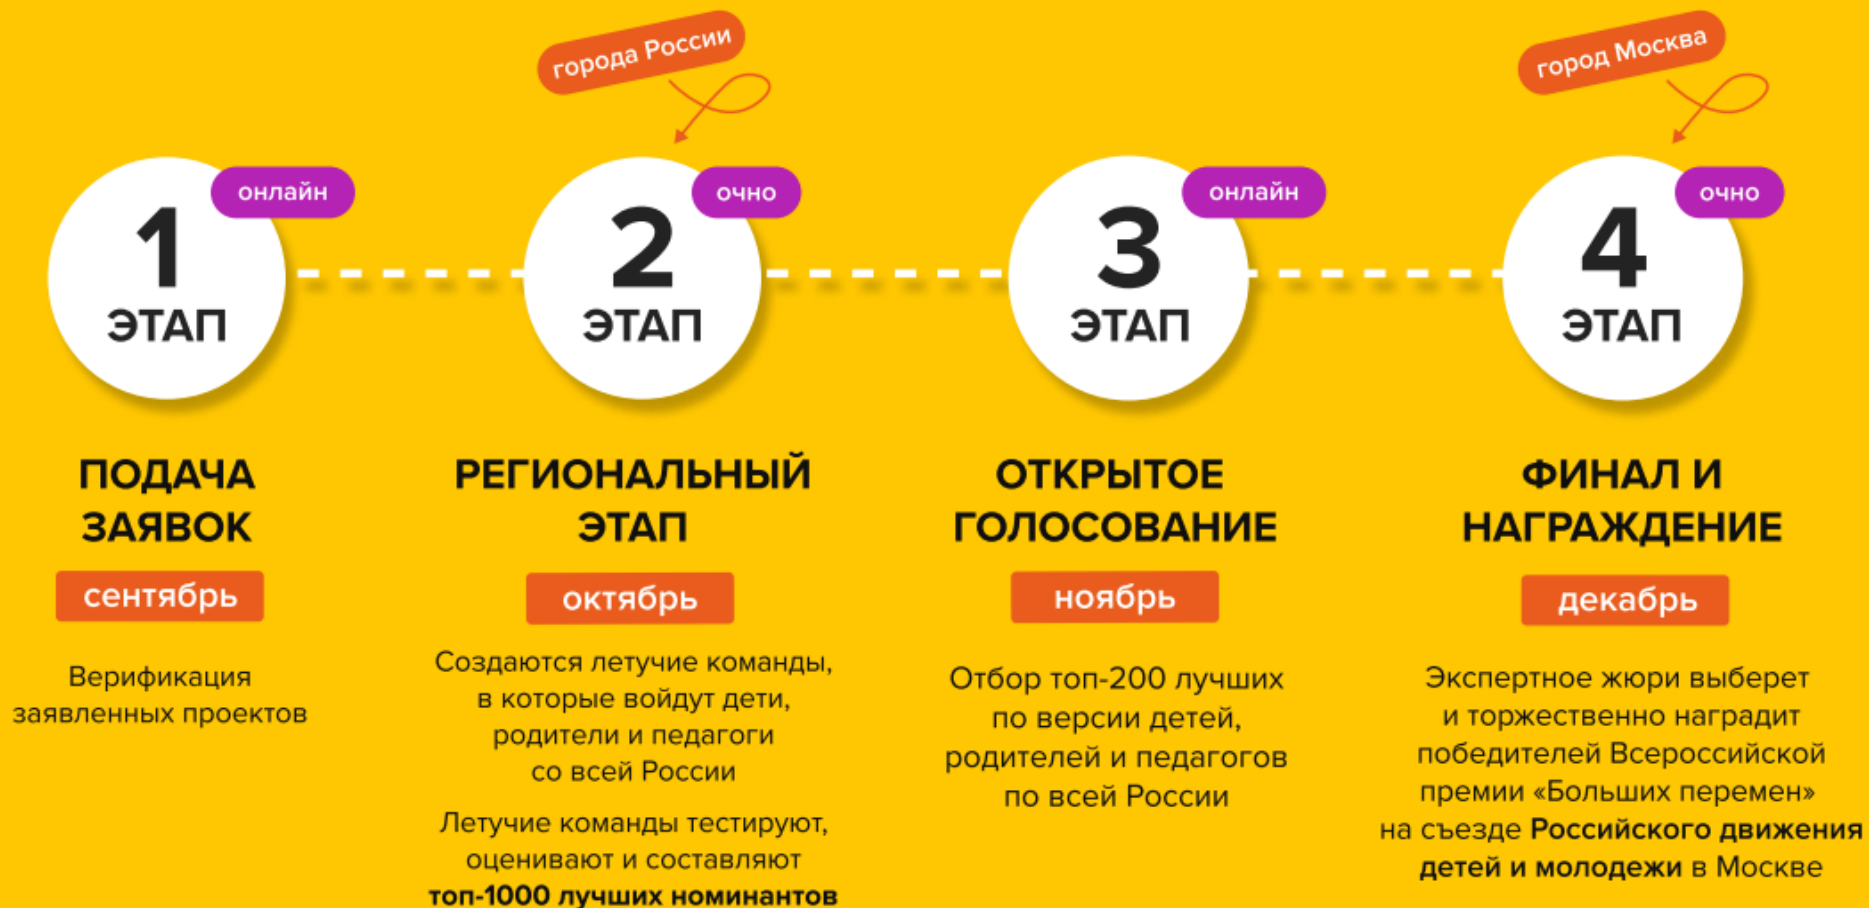 города России
город Москва
1
ЭТАП
онлайн
2
ЭТАП
очно
3
ЭТАП
онлайн
4
ЭТАП
очно
ПОДАЧА
ЗАЯВОК
сентябрь
Верификация
заявленных проектов
РЕГИОНАЛЬНЫЙ
ЭТАП
октябрь
Создаются летучие команды,
в которые войдут дети,
родители и педагоги
со всей России
Летучие команды тестируют,
оценивают и составляют
топ-1000 лучших номинантов
ОТКРЫТОЕ
ГОЛОСОВАНИЕ
ноябрь
Отбор топ-200 лучших
по версии детей,
родителей и педагогов
по всей России
ФИНАЛ И
НАГРАЖДЕНИЕ
декабрь
Экспертное жюри выберет
и торжественно наградит
победителей Всероссийской
премии «Больших перемен»
на съезде Российского движения
детей и молодежи в Москве